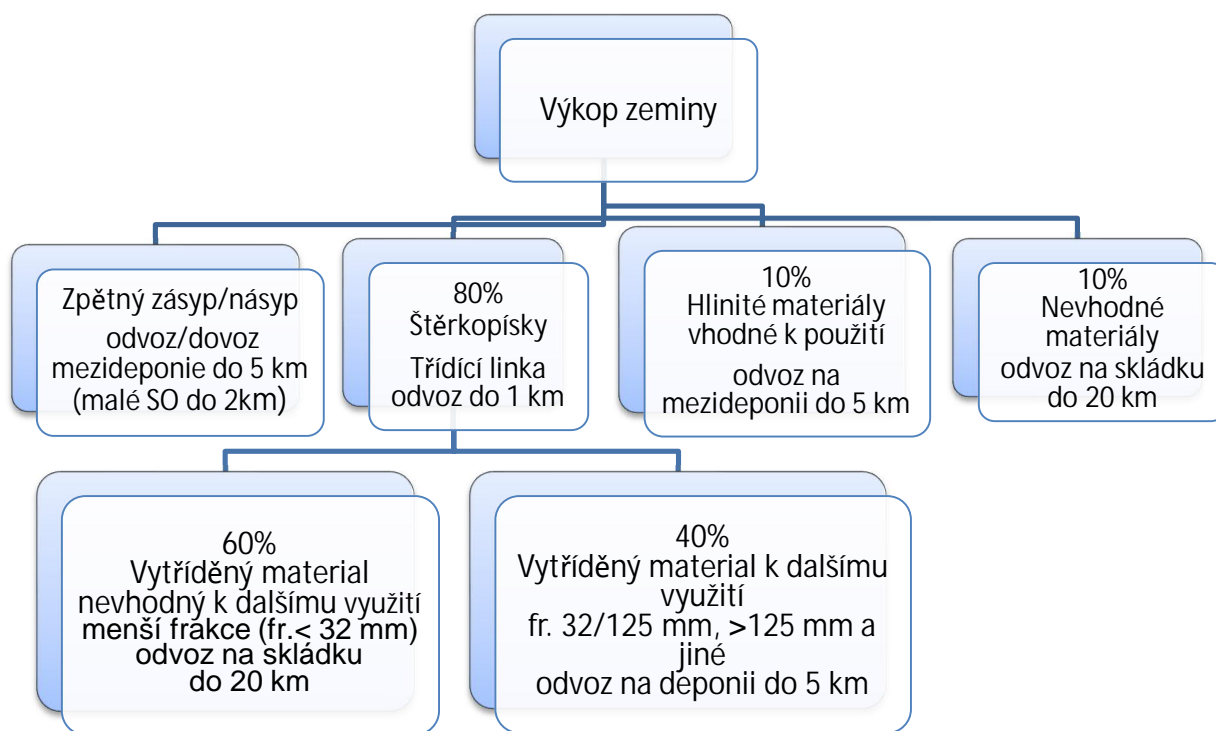 Výkop zeminy
Zpětný zásyp/násyp
odvoz/dovoz
mezideponie do 5 km
(malé SO do 2km)
80%
Štěrkopísky
Třídící linka
odvoz do 1 km
10%
Hlinité materiály
vhodné k použití
odvoz na
mezideponii do 5 km
10%
Nevhodné
materiály
odvoz na skládku
do 20 km
60%
Vytříděný material
nevhodný k dalšímu využití
menší frakce (fr.< 32 mm)
odvoz na skládku
do 20 km
40%
Vytříděný material k dalšímu
využití
fr. 32/125 mm, >125 mm a
jiné
odvoz na deponii do 5 km